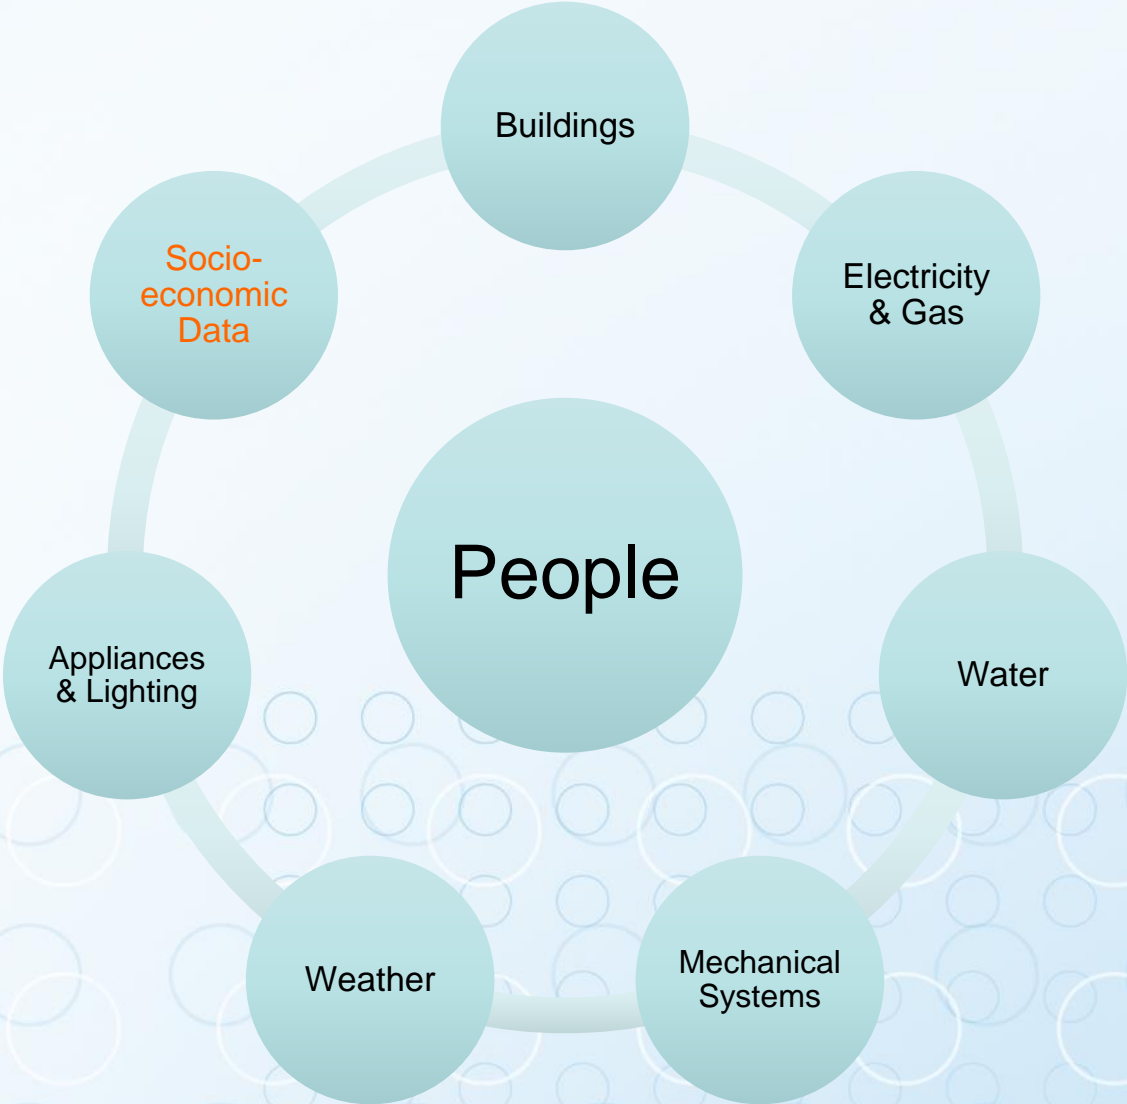 Buildings
Electricity
& Gas
Water
Mechanical
Systems
Weather
Appliances
& Lighting
Socio-
economic
Data
People